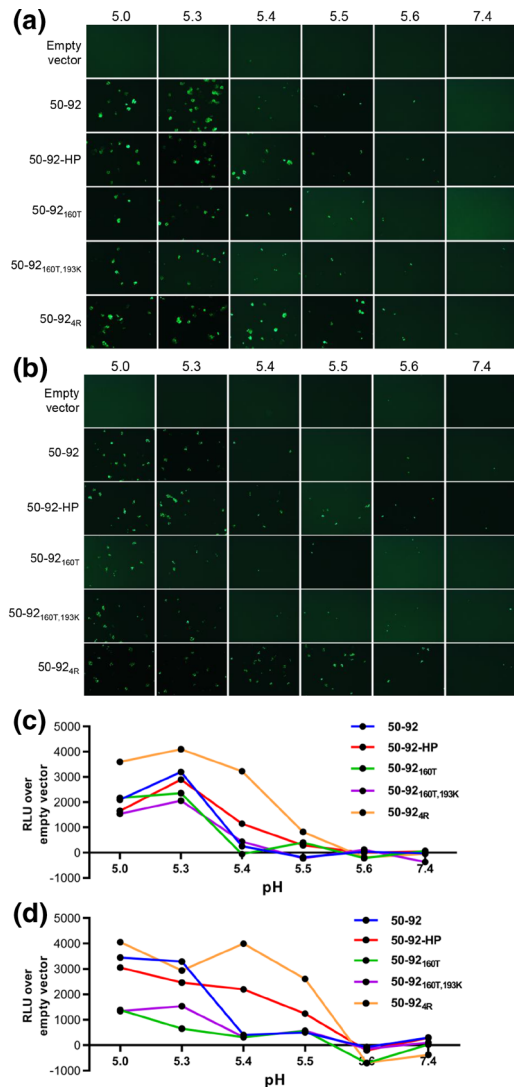 (a)
5.0 5.3 5.4 5.5 5.6 7.4
Empty
vector
50-92
50-92-HP
50-92160T
50-92160T,193K
50-924R
(b)
5.0 5.3 5.4 5.5 5.6 7.4
Empty
vector
50-92
50-92-HP
50-92160T
50-92160T,193K
50-924R
(c)
RLU over
empty vector
5000
4000
3000
2000
1000
0
-1000
5.0 5.3 5.4 5.5 5.6 7.4
pH
50-92
50-92-HP
50-92160T
50-92160T,193K
50-924R
(d)
RLU over
empty vector
5000
4000
3000
2000
1000
0
-1000
5.0 5.3 5.4 5.5 5.6 7.4
pH
50-92
50-92-HP
50-92160T
50-92160T,193K
50-924R